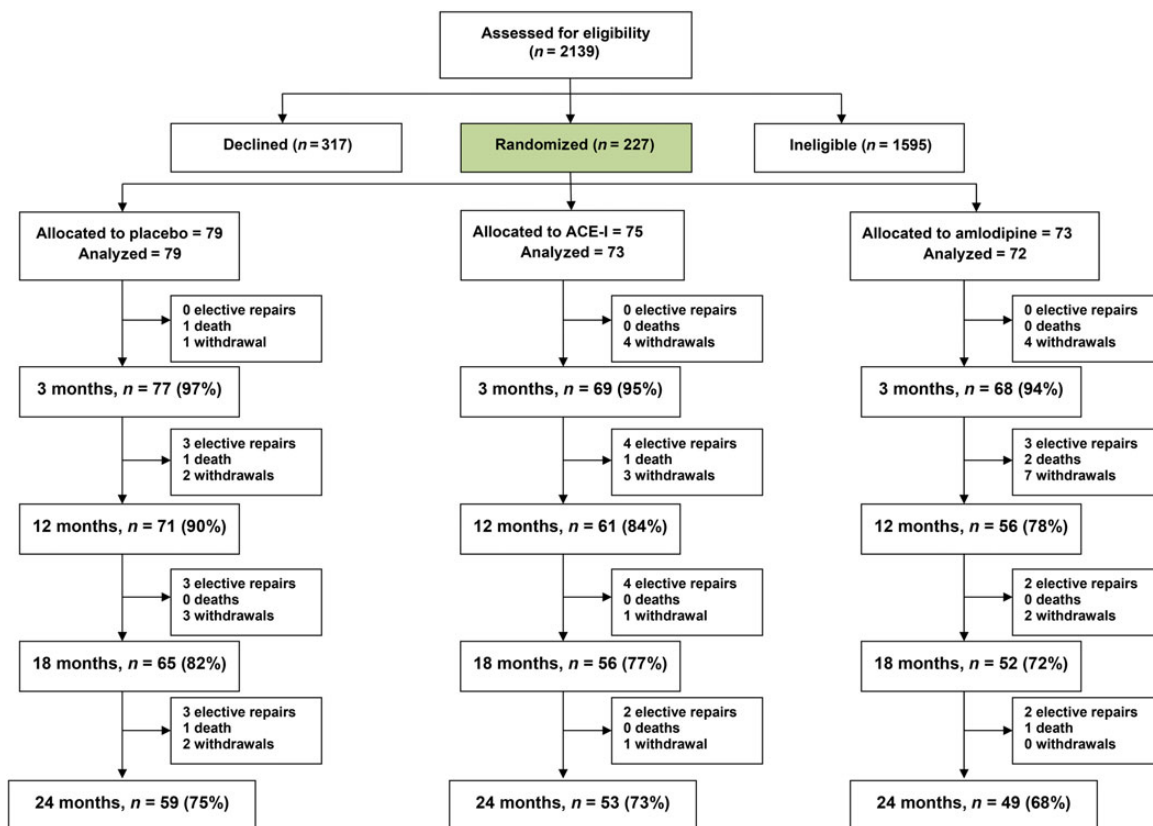 Assessed for eligibility
(n = 2139)
Declined (n = 317)
Randomized (n = 227)
Ineligible (n = 1595)
Allocated to placebo = 79
Analyzed = 79
Allocated to ACE-I = 75
Analyzed = 73
Allocated to amlodipine = 73
Analyzed = 72
0 elective repairs
1 death
1 withdrawal
0 elective repairs
0 deaths
4 withdrawals
0 elective repairs
0 deaths
4 withdrawals
3 months, n = 77 (97%)
3 months, n = 69 (95%)
3 months, n = 68 (94%)
3 elective repairs
1 death
2 withdrawals
4 elective repairs
1 death
3 withdrawals
3 elective repairs
2 deaths
7 withdrawals
12 months, n = 71 (90%)
12 months, n = 61 (84%)
12 months, n = 56 (78%)
3 elective repairs
0 deaths
3 withdrawals
4 elective repairs
0 deaths
1 withdrawal
2 elective repairs
0 deaths
2 withdrawals
18 months, n = 65 (82%)
18 months, n = 56 (77%)
18 months, n = 52 (72%)
3 elective repairs
1 death
2 withdrawals
2 elective repairs
0 deaths
1 withdrawal
2 elective repairs
1 death
0 withdrawals
24 months, n = 59 (75%)
24 months, n = 53 (73%)
24 months, n = 49 (68%)